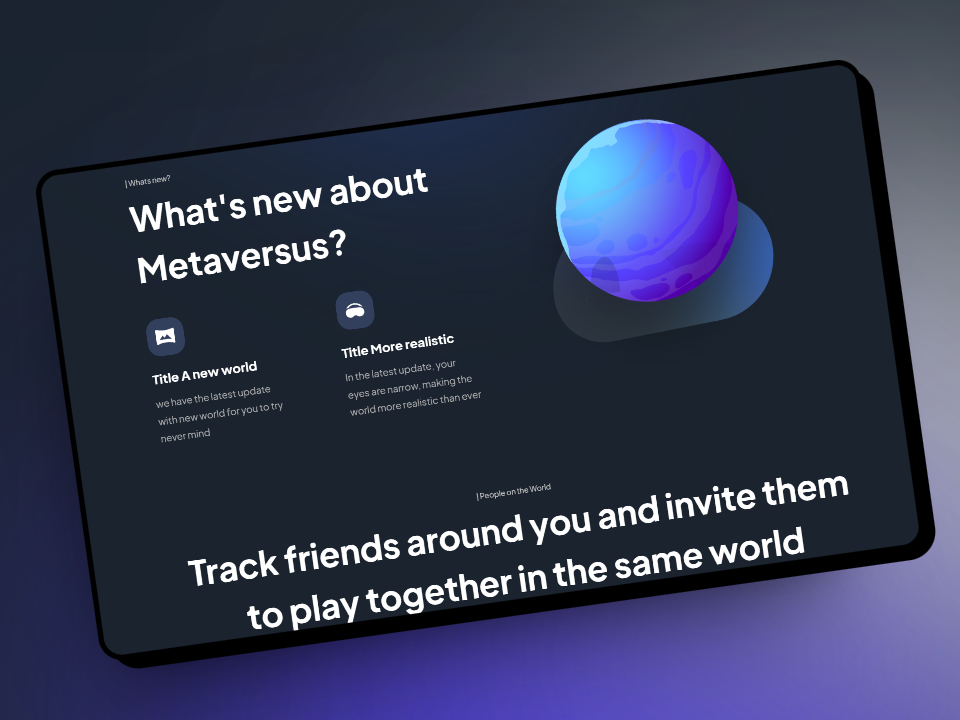 | Whats new?
What's new about
Metaversus?
Title A new world
we have the latest update
with new world for you to try
never mind
Title More realistic
In the latest update, your
eyes are narrow, making the
world more realistic than ever
| People on the World
Track friends around you and invite them
to play together in the same world